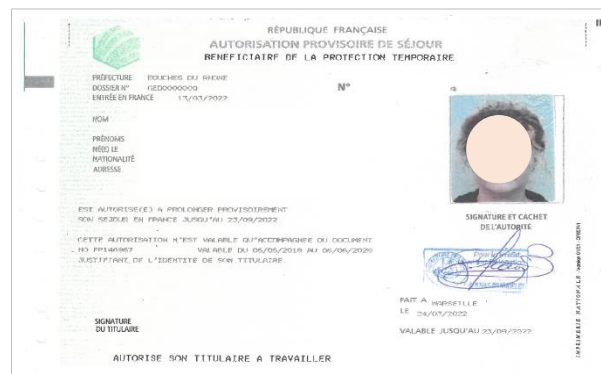 RÉPUBLIQUE FRANÇAISE
AUTORISATION PROVISOIRE DE SÉJOUR
BENEFICIAIRE DE LA PROTECTION TEMPORAIRE
PRÉFECTURE BOUCHES DU RHONE
DOSSIER N°
N°
ENTRÉE EN FRANCE 13/03/2022
NOM
PRÉNOMS
NÉ(E) LE
NATIONALITÉ
ADRESSE
EST AUTORISE(E) A PROLONGER PROVISOIREMENT
SON SEJOUR EN FRANCE JUSQU'AU 23/09/2022
SIGNATURE ET CACHET
DE L'AUTORITÉ
CETTE AUTORISATION N'EST VALABLE QU'ACCOMPAGNEE DU DOCUMENT
NO VALABLE DU 06/06/2018 AU 06/06/2028
JUSTIFIANT DE L'IDENTITE DE SON TITULAIRE
FAIT A MARSEILLE
LE 24/03/2022
SIGNATURE
DU TITULAIRE
VALABLE JUSQU'AU 23/09/2022
AUTORISE SON TITULAIRE A TRAVAILLER
IMPRIMERIE NATIONALE